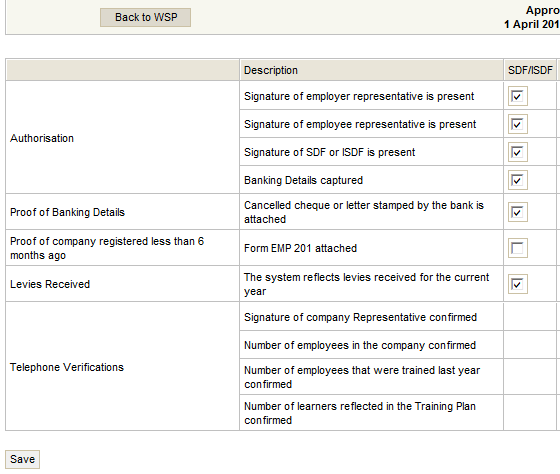 Back to WSP
Appro
1 April 201
Description
SDF/ISDF
Authorisation
Signature of employer representative is present
Signature of employee representative is present
Signature of SDF or ISDF is present
Banking Details captured
Proof of Banking Details
Cancelled cheque or letter stamped by the bank is
attached
Proof of company registered less than 6
months ago
Form EMP 201 attached
Levies Received
The system reflects levies received for the current
year
Telephone Verifications
Signature of company Representative confirmed
Number of employees in the company confirmed
Number of employees that were trained last year
confirmed
Number of learners reflected in the Training Plan
confirmed
Save